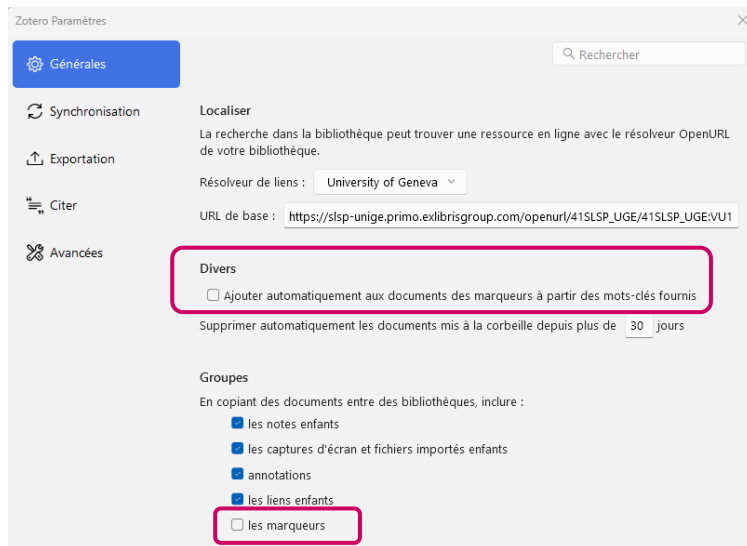 Zotero Paramètres
Générales
Rechercher
Synchronisation
Exportation
Citer
Avancées
Localiser
La recherche dans la bibliothèque peut trouver une ressource en ligne avec le résolveur OpenURL
de votre bibliothèque.
Résolveur de liens : University of Geneva
URL de base : https://slsp-unige.primo.exlibrisgroup.com/openurl/41SLSP_UGE/41SLSP_UGE:VU1
Divers
Ajouter automatiquement aux documents des marqueurs à partir des mots-clés fournis
Supprimer automatiquement les documents mis à la corbeille depuis plus de 30 jours
Groupes
En copiant des documents entre des bibliothèques, inclure :
les notes enfants
les captures d'écran et fichiers importés enfants
annotations
les liens enfants
les marqueurs